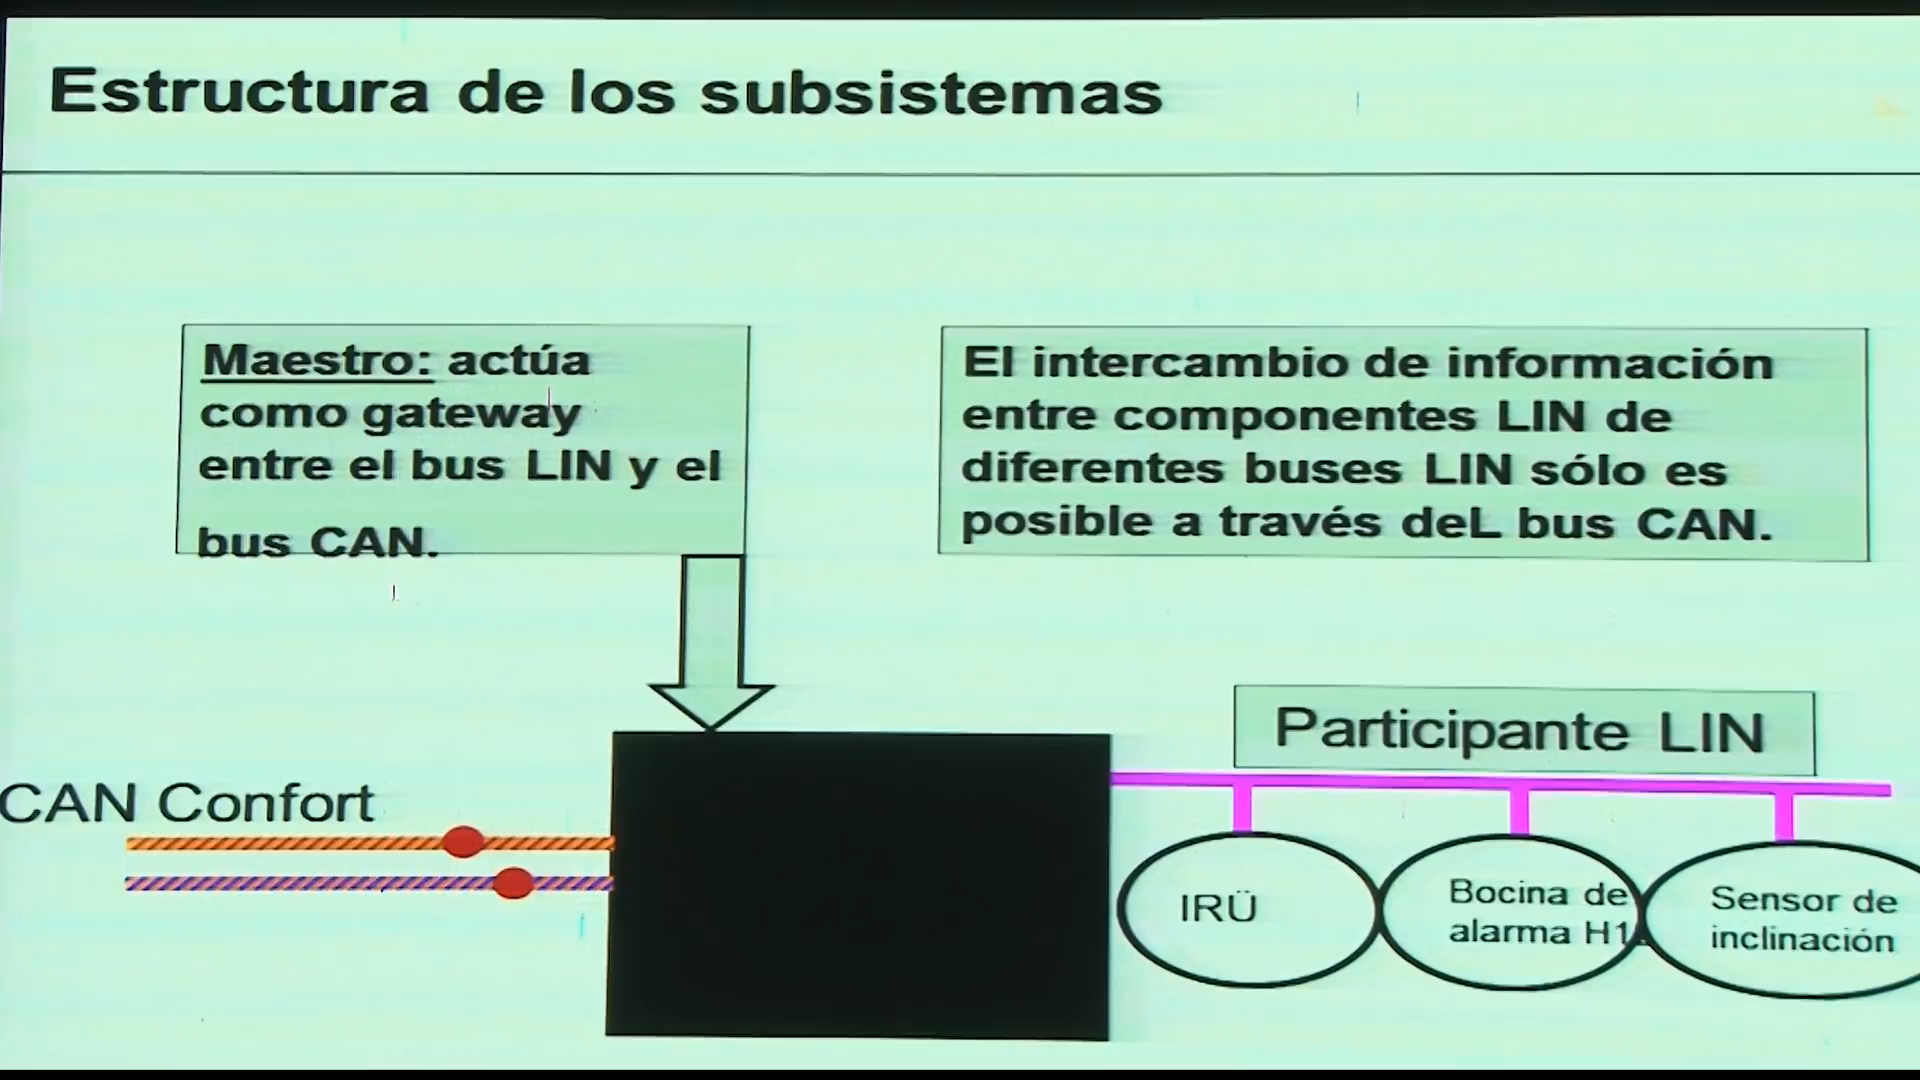 Estructura de los subsistemas
Maestro: actúa
como gateway
entre el bus LIN y el
bus CAN.
El intercambio de información
entre componentes LIN de
diferentes buses LIN sólo es
posible a través deL bus CAN.
Participante LIN
CAN Confort
IRÜ
Bocina de
alarma H1
Sensor de
inclinación